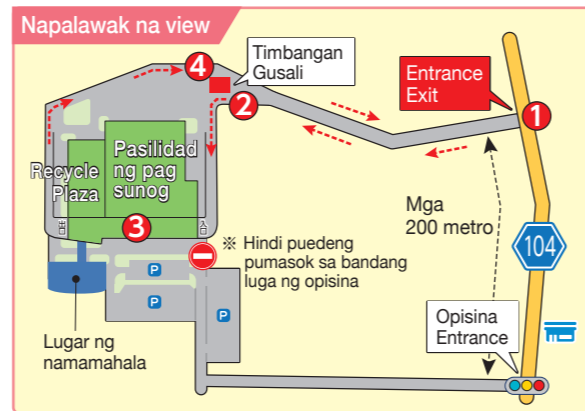 Napalawak na view
4
Timbangan
Gusali
2
Entrance
Exit
1
Recycle
Plaza
Pasilidad
ng pag
sunog
3
Mga
200 metro
104
※ Hindi puedeng
pumasok sa bandang
luga ng opisina
P
P
P
Opisina
Entrance
Lugar ng
namamahala